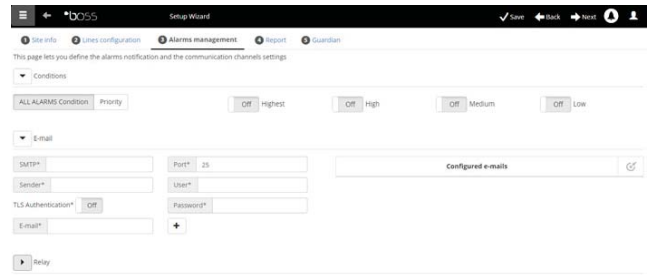 boss Setup Wizard Save Back Next
1 Site info 2 Lines configuration 3 Alarms management 4 Report 5 Guardian
This page lets you define the alarms notification and the communication channels settings
Conditions
ALL ALARMS Condition Priority Off Highest Off High Off Medium Off Low
E-mail
SMTP* Port* 25 Configured e-mails
Sender* User*
TLS Authentication* Off Password*
E-mail* +
Relay